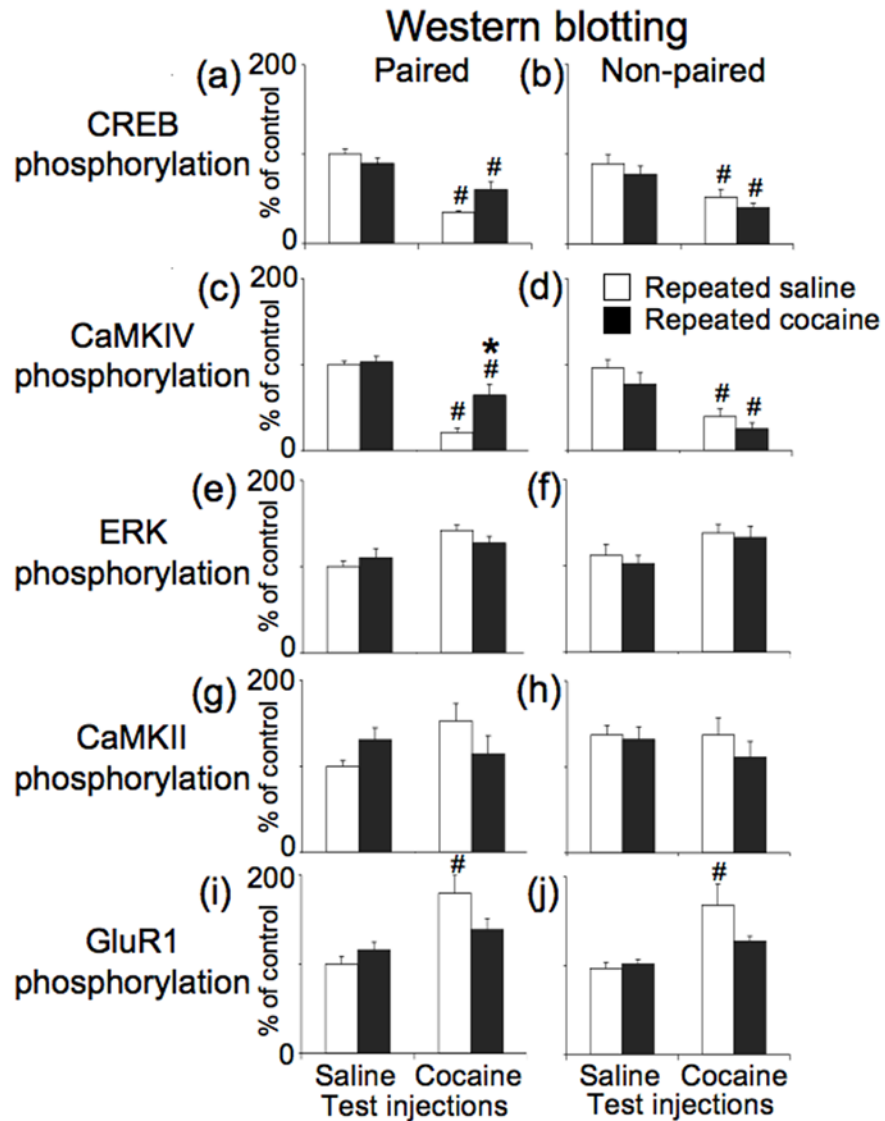 Western blotting
(a) Paired
(b) Non-paired
CREB
phosphorylation
% of control
200
0
#
#
#
#
(c)
(d)
CaMKIV
phosphorylation
% of control
200
0
Repeated saline
Repeated cocaine
#
*
#
#
#
(e)
(f)
ERK
phosphorylation
% of control
200
0
(g)
(h)
CaMKII
phosphorylation
% of control
200
0
(i)
(j)
GluR1
phosphorylation
% of control
200
0
#
#
Saline Cocaine
Test injections
Saline Cocaine
Test injections